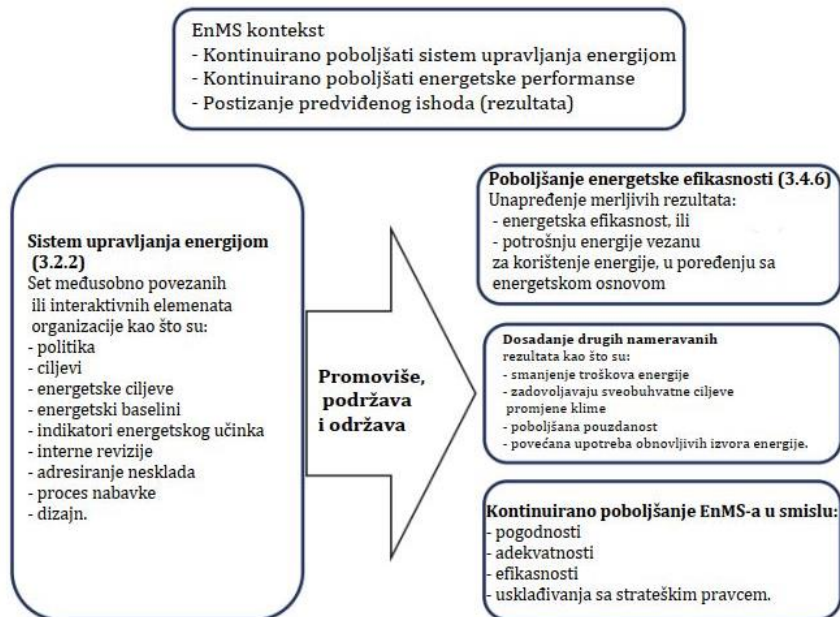 EnMS kontekst
- Kontinuirano poboljšati sistem upravljanja energijom
- Kontinuirano poboljšati energetske performanse
- Postizanje predviđenog ishoda (rezultata)
Sistem upravljanja energijom
(3.2.2)
Set međusobno povezanih
ili interaktivnih elemenata
organizacije kao što su:
- politika
- ciljevi
- energetske ciljeve
- energetski baselini
- indikatori energetskog učinka
- interne revizije
- adresiranje nesklada
- proces nabavke
- dizajn.
Promoviše,
podržava
i održava
Poboljšanje energetske efikasnosti (3.4.6)
Unapređenje merljivih rezultata:
- energetska efikasnost, ili
- potrošnju energije vezanu
za korištenje energije, u poređenju sa
energetskom osnovom
Dosadanje drugih nameravanih
rezultata kao što su:
- smanjenje troškova energije
- zadovoljavaju sveobuhvatne ciljeve
promjene klime
- poboljšana pouzdanost
- povećana upotreba obnovljivih izvora energije.
Kontinuirano poboljšanje EnMS-a u smislu:
- pogodnosti
- adekvatnosti
- efikasnosti
- usklađivanja sa strateškim pravcem.